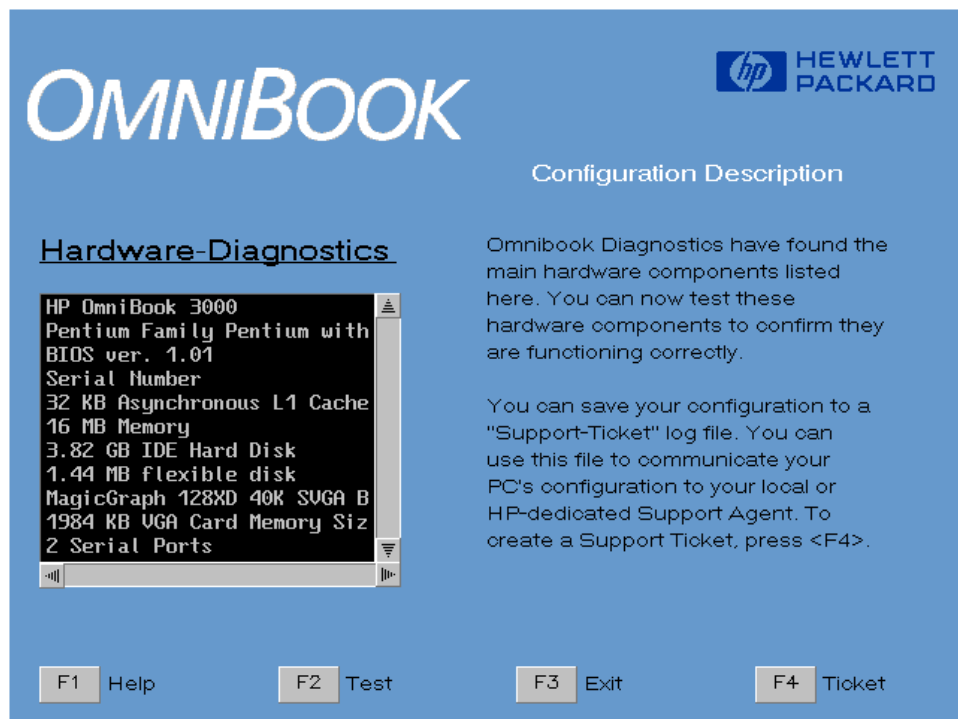 OMNIBOOK
hp HEWLETT
PACKARD
Configuration Description
Hardware-Diagnostics
HP OmniBook 3000
Pentium Family Pentium with
BIOS ver. 1.01
Serial Number
32 KB Asynchronous L1 Cache
16 MB Memory
3.82 GB IDE Hard Disk
1.44 MB flexible disk
MagicGraph 128XD 40K SVGA B
1984 KB VGA Card Memory Siz
2 Serial Ports
Omnibook Diagnostics have found the
main hardware components listed
here. You can now test these
hardware components to confirm they
are functioning correctly.
You can save your configuration to a
"Support-Ticket" log file. You can
use this file to communicate your
PC's configuration to your local or
HP-dedicated Support Agent. To
create a Support Ticket, press <F4>.
F1 Help F2 Test F3 Exit F4 Ticket